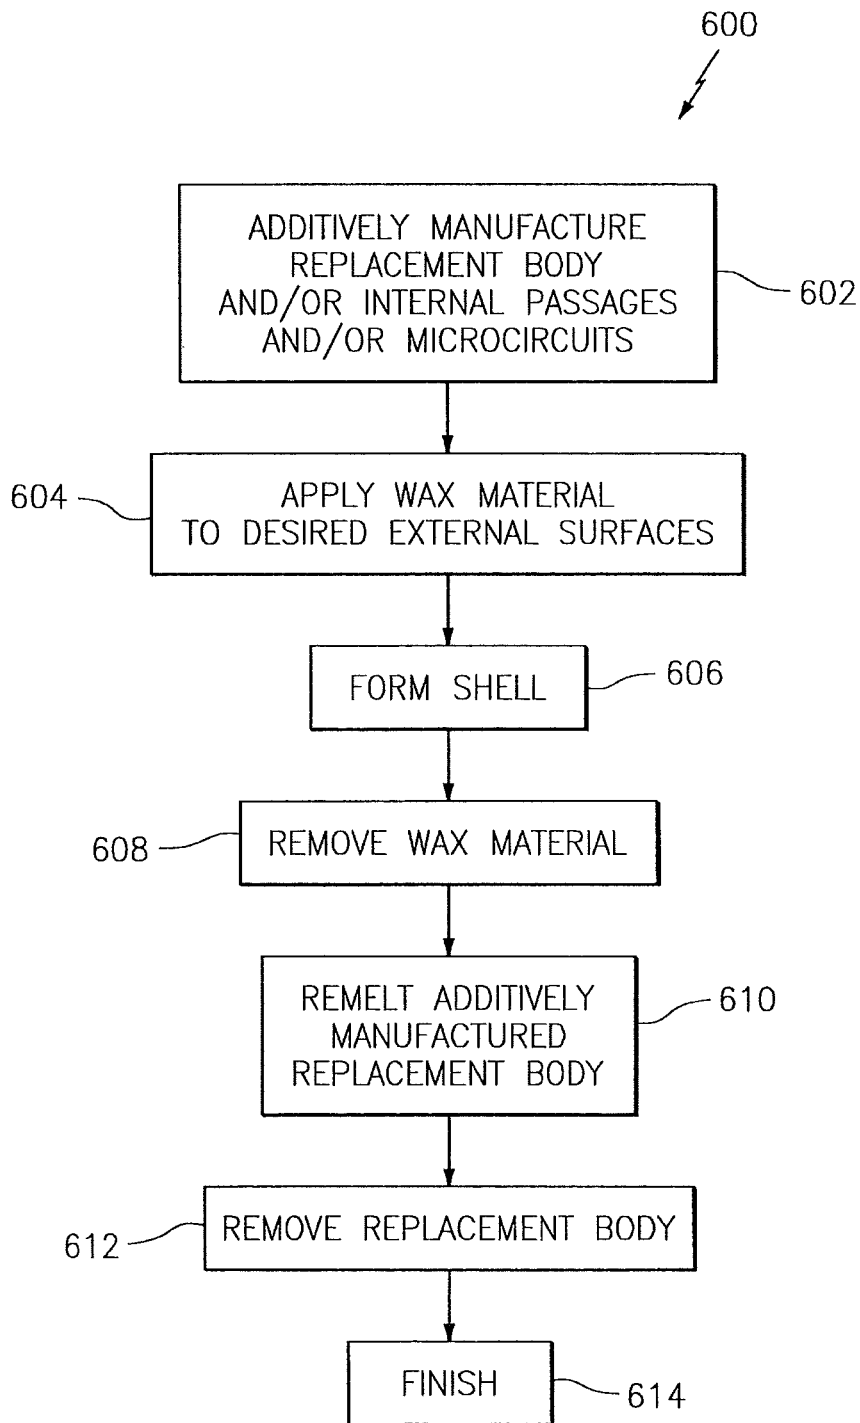 600
ADDITIVELY MANUFACTURE
REPLACEMENT BODY
AND/OR INTERNAL PASSAGES
AND/OR MICROCIRCUITS
602
604
APPLY WAX MATERIAL
TO DESIRED EXTERNAL SURFACES
FORM SHELL
606
608
REMOVE WAX MATERIAL
REMELT ADDITIVELY
MANUFACTURED
REPLACEMENT BODY
610
612
REMOVE REPLACEMENT BODY
FINISH
614